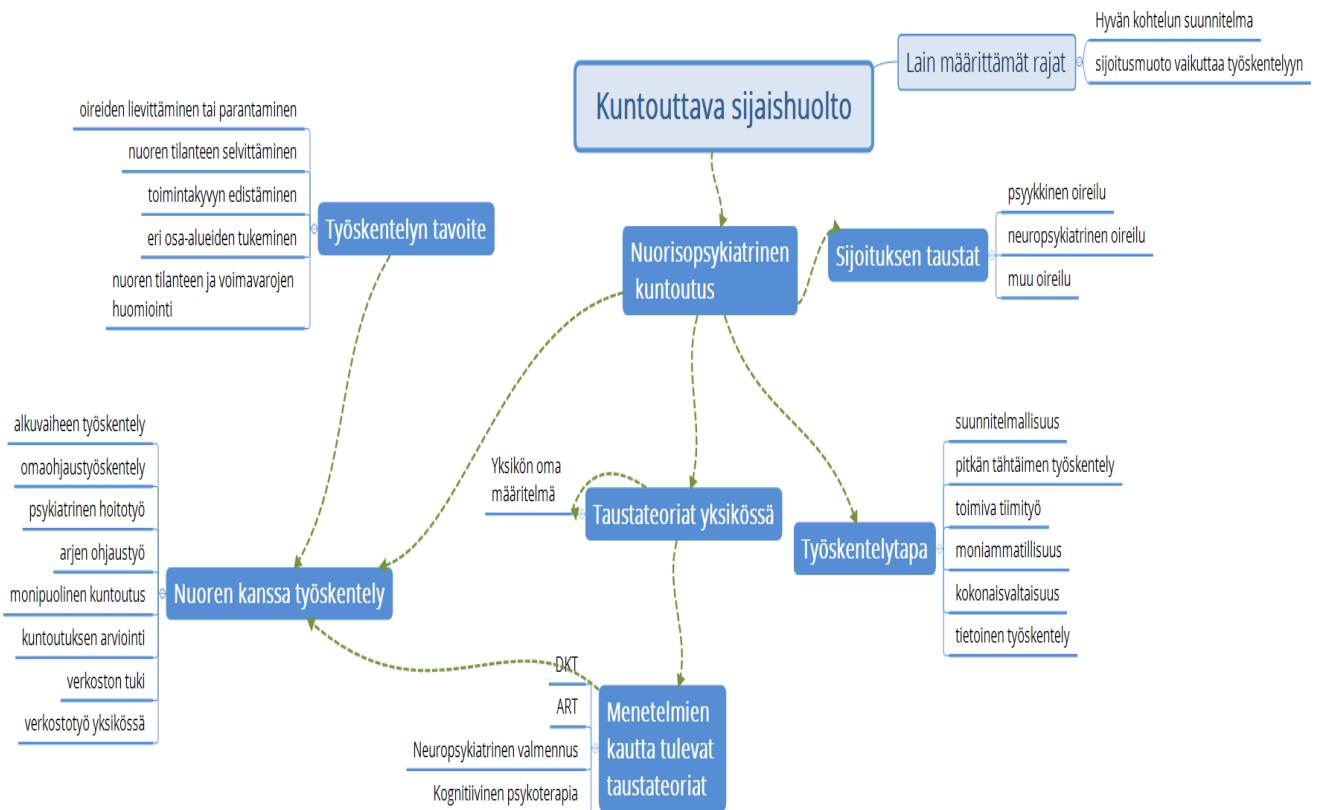 Kuntouttava sijaishuolto
Lain määrittämät rajat
Hyvän kohtelun suunnitelma
sijoitusmuoto vaikuttaa työskentelyyn
Nuorisopsykiatrinen
kuntoutus
Sijoituksen taustat
psyykkinen oireilu
neuropsykiatrinen oireilu
muu oireilu
Työskentelyn tavoite
oireiden lievittäminen tai parantaminen
nuoren tilanteen selvittäminen
toimintakyvyn edistäminen
eri osa-alueiden tukeminen
nuoren tilanteen ja voimavarojen
huomiointi
Nuoren kanssa työskentely
alkuvaiheen työskentely
omaohjaustyöskentely
psykiatrinen hoitotyö
arjen ohjaustyö
monipuolinen kuntoutus
kuntoutuksen arviointi
verkoston tuki
verkostotyö yksikössä
Taustateoriat yksikössä
Yksikön oma
määritelmä
Työskentelytapa
suunnitelmallisuus
pitkän tähtäimen työskentely
toimiva tiimityö
moniammatillisuus
kokonaisvaltaisuus
tietoinen työskentely
Menetelmien
kautta tulevat
taustateoriat
DKT
ART
Neuropsykiatrinen valmennus
Kognitiivinen psykoterapia